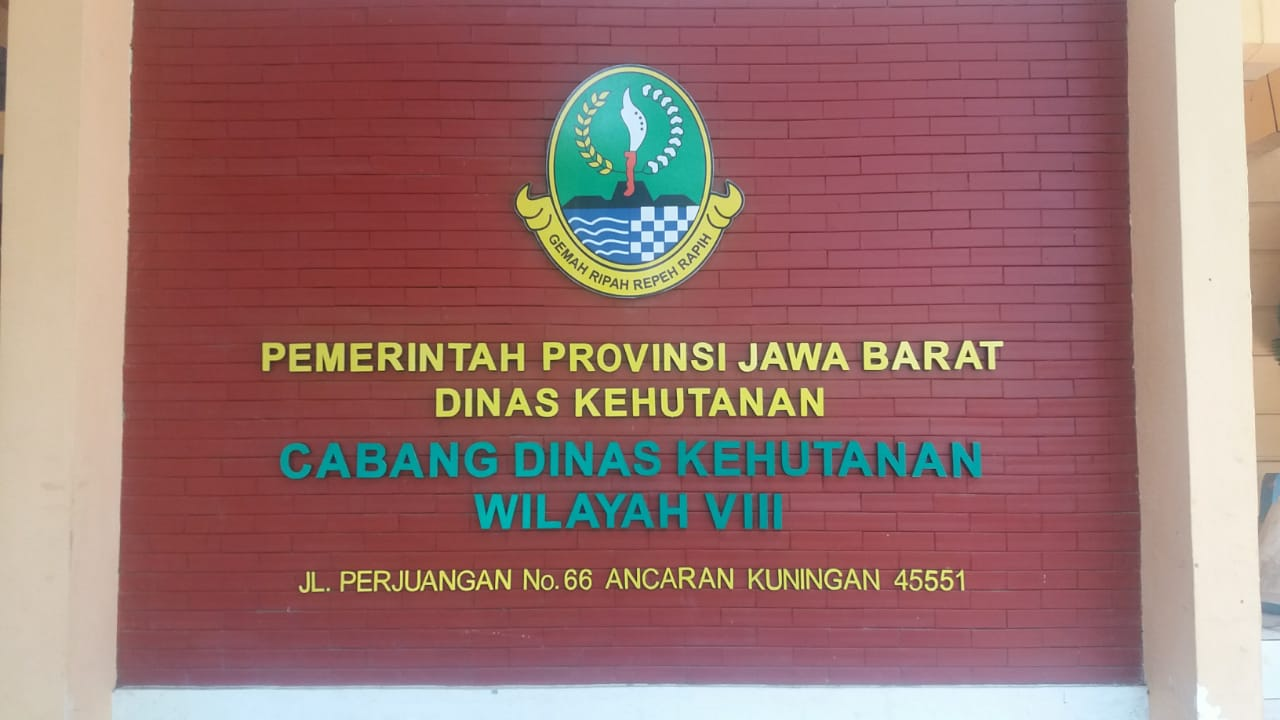 GEMAH RIPAH REPEH RAPIH
PEMERINTAH PROVINSI JAWA BARAT
DINAS KEHUTANAN
CABANG DINAS KEHUTANAN
WILAYAH VIII
JL. PERJUANGAN No. 66 ANCARAN KUNINGAN 45551